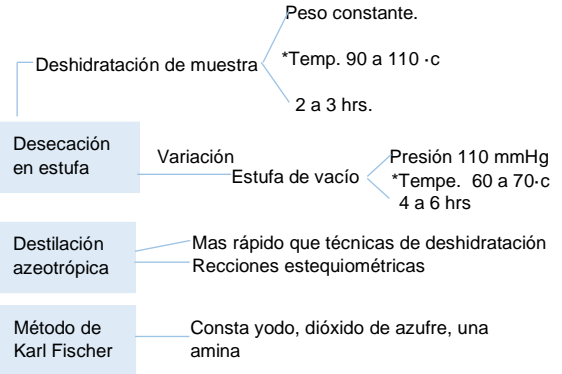 Peso constante.
Deshidratación de muestra
*Temp. 90 a 110 ·c
2 a 3 hrs.
Desecación
en estufa
Variación
Estufa de vacío
Presión 110 mmHg
*Tempe. 60 a 70·c
4 a 6 hrs
Destilación
azeotrópica
Mas rápido que técnicas de deshidratación
Recciones estequiométricas
Método de
Karl Fischer
Consta yodo, dióxido de azufre, una
amina